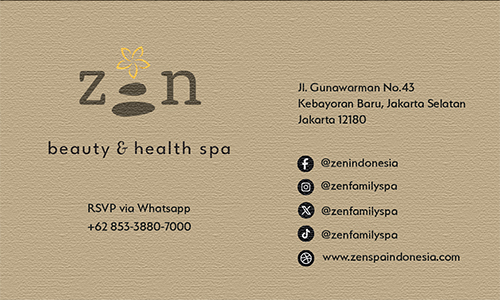 zen
beauty & health spa
RSVP via Whatsapp
+62 853-3880-7000
Jl. Gunawarman No.43
Kebayoran Baru, Jakarta Selatan
Jakarta 12180
@zenindonesia
@zenfamilyspa
@zenfamilyspa
@zenfamilyspa
www.zenspaindonesia.com